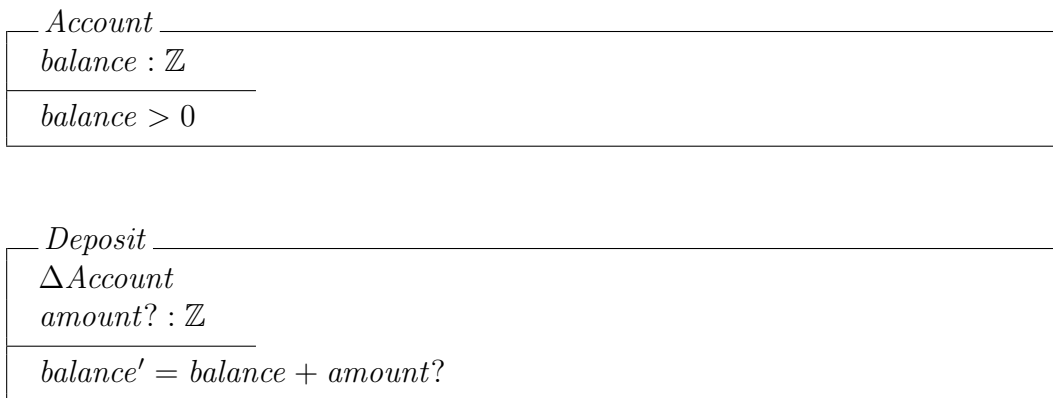 Account
balance : ℤ
balance > 0
Deposit
ΔAccount
amount? : ℤ
balance′ = balance + amount?